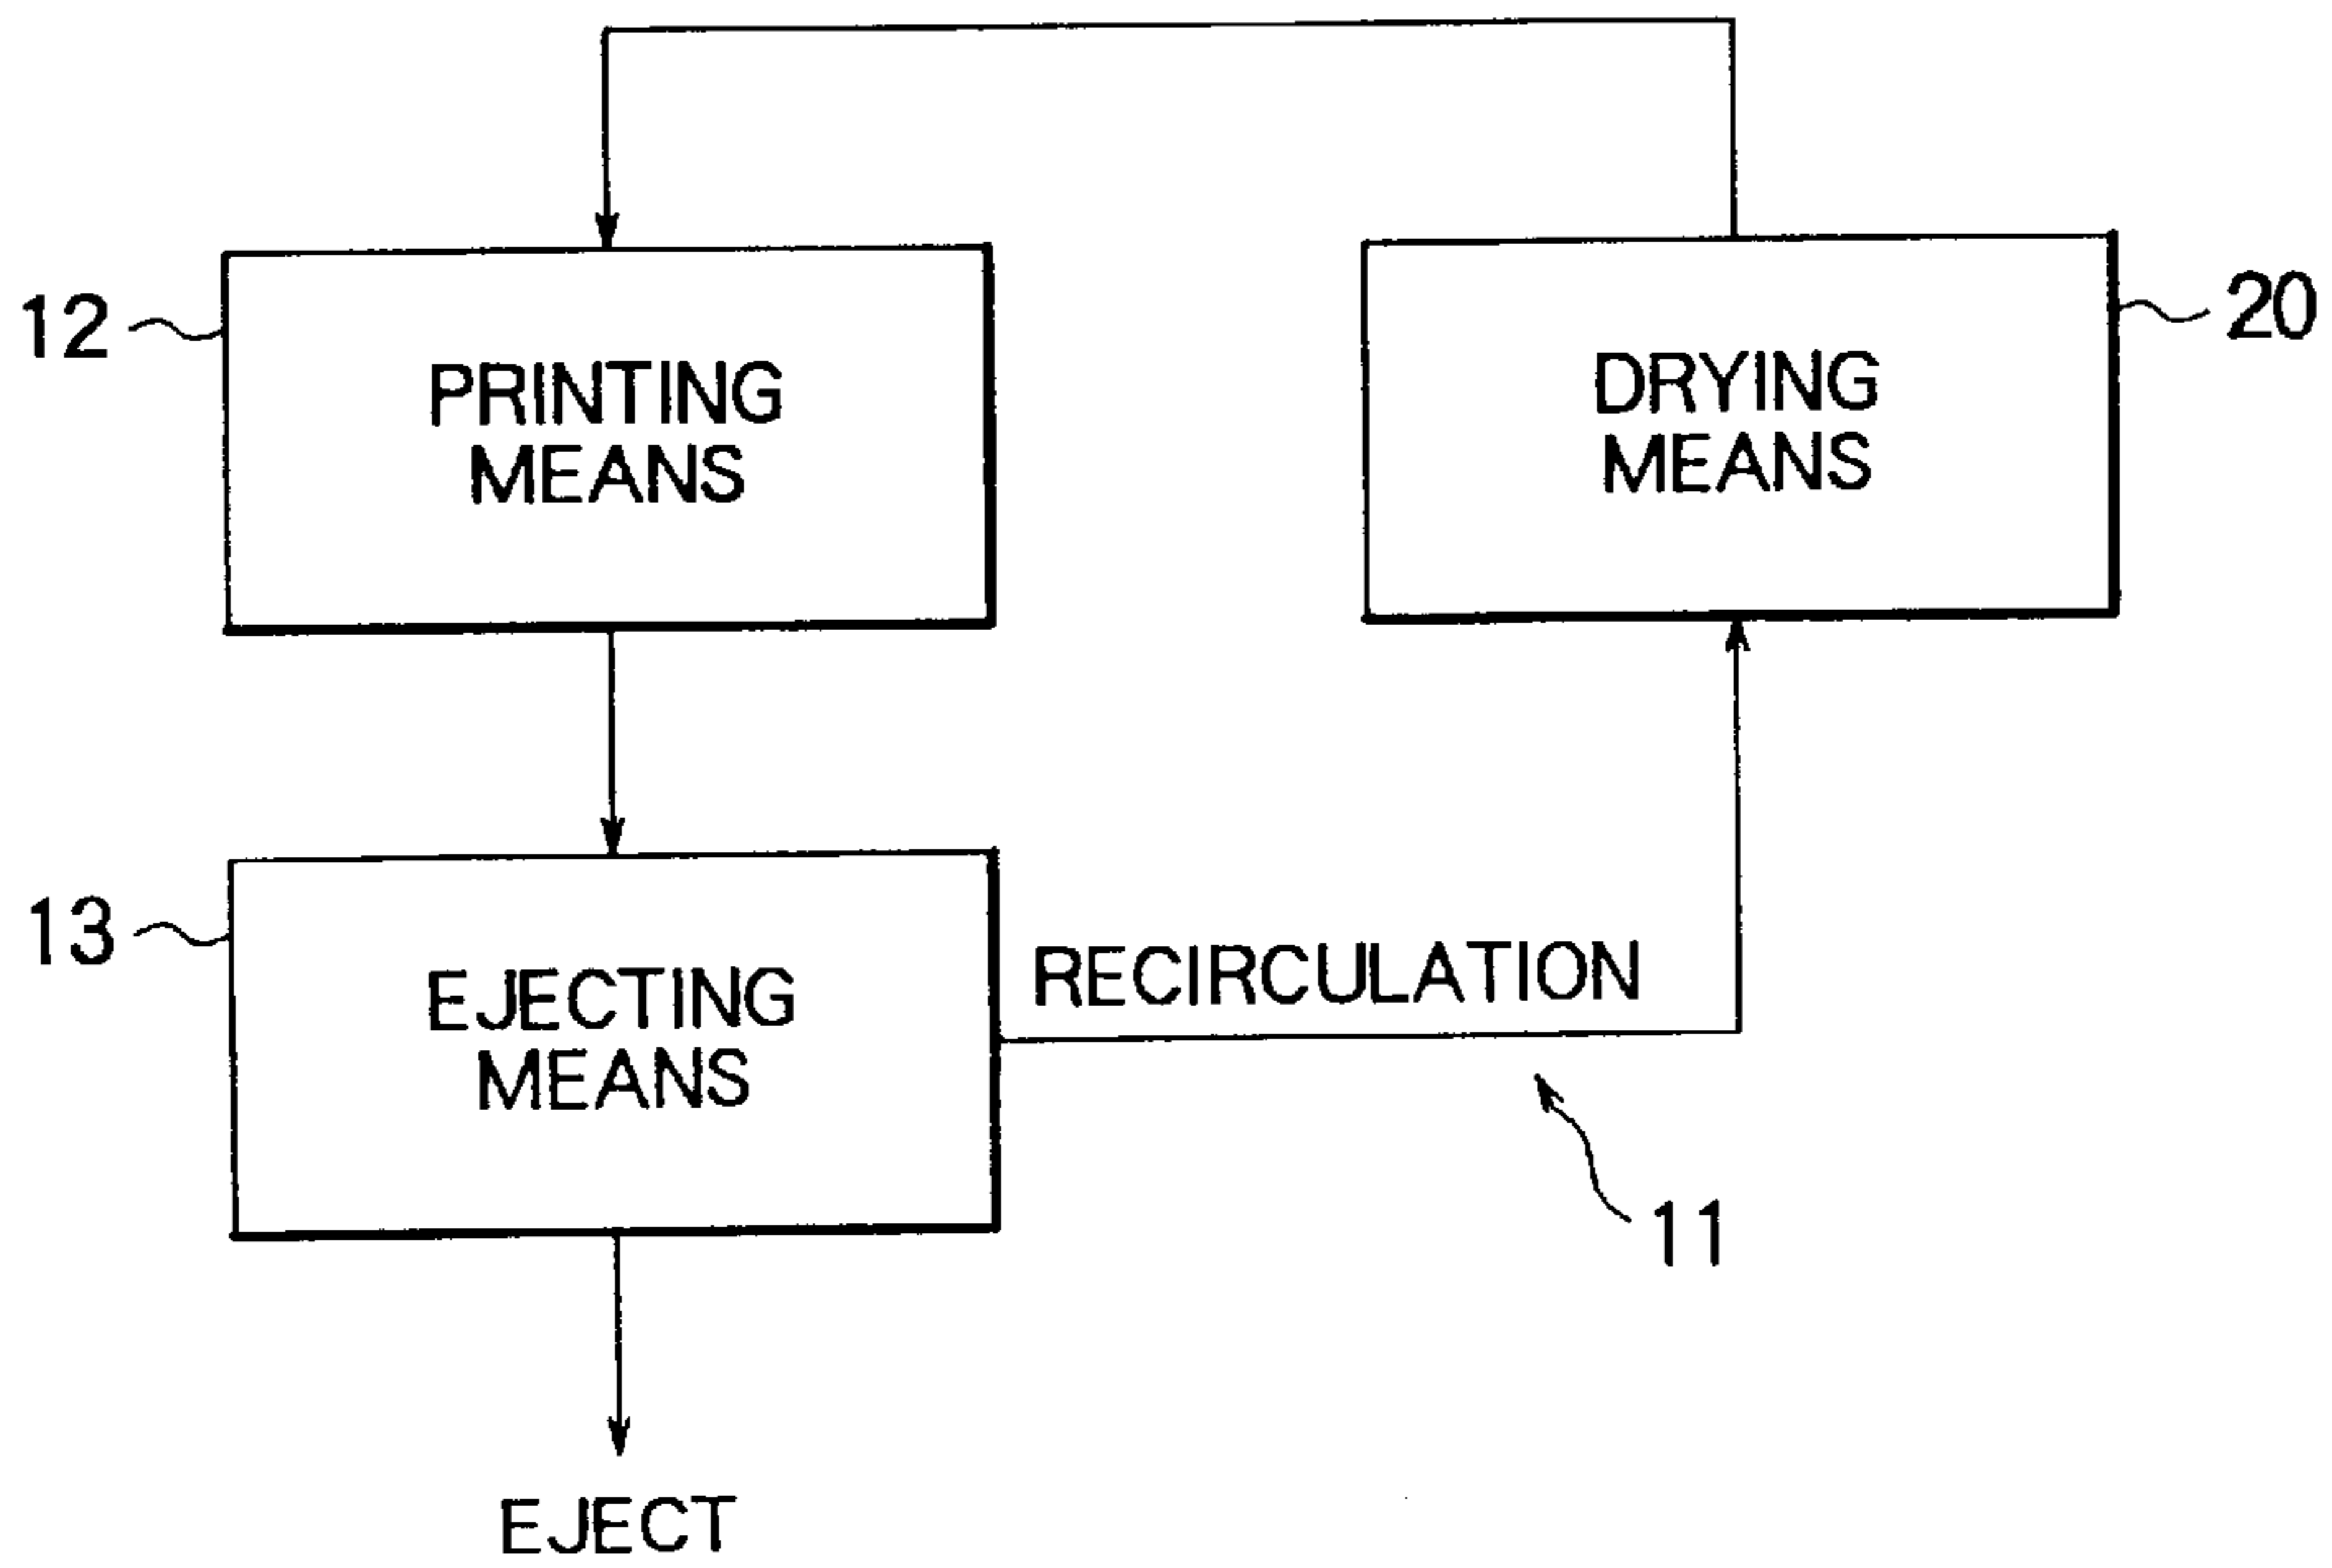 12
PRINTING
MEANS
DRYING
MEANS
20
13
EJECTING
MEANS
RECIRCULATION
11
EJECT